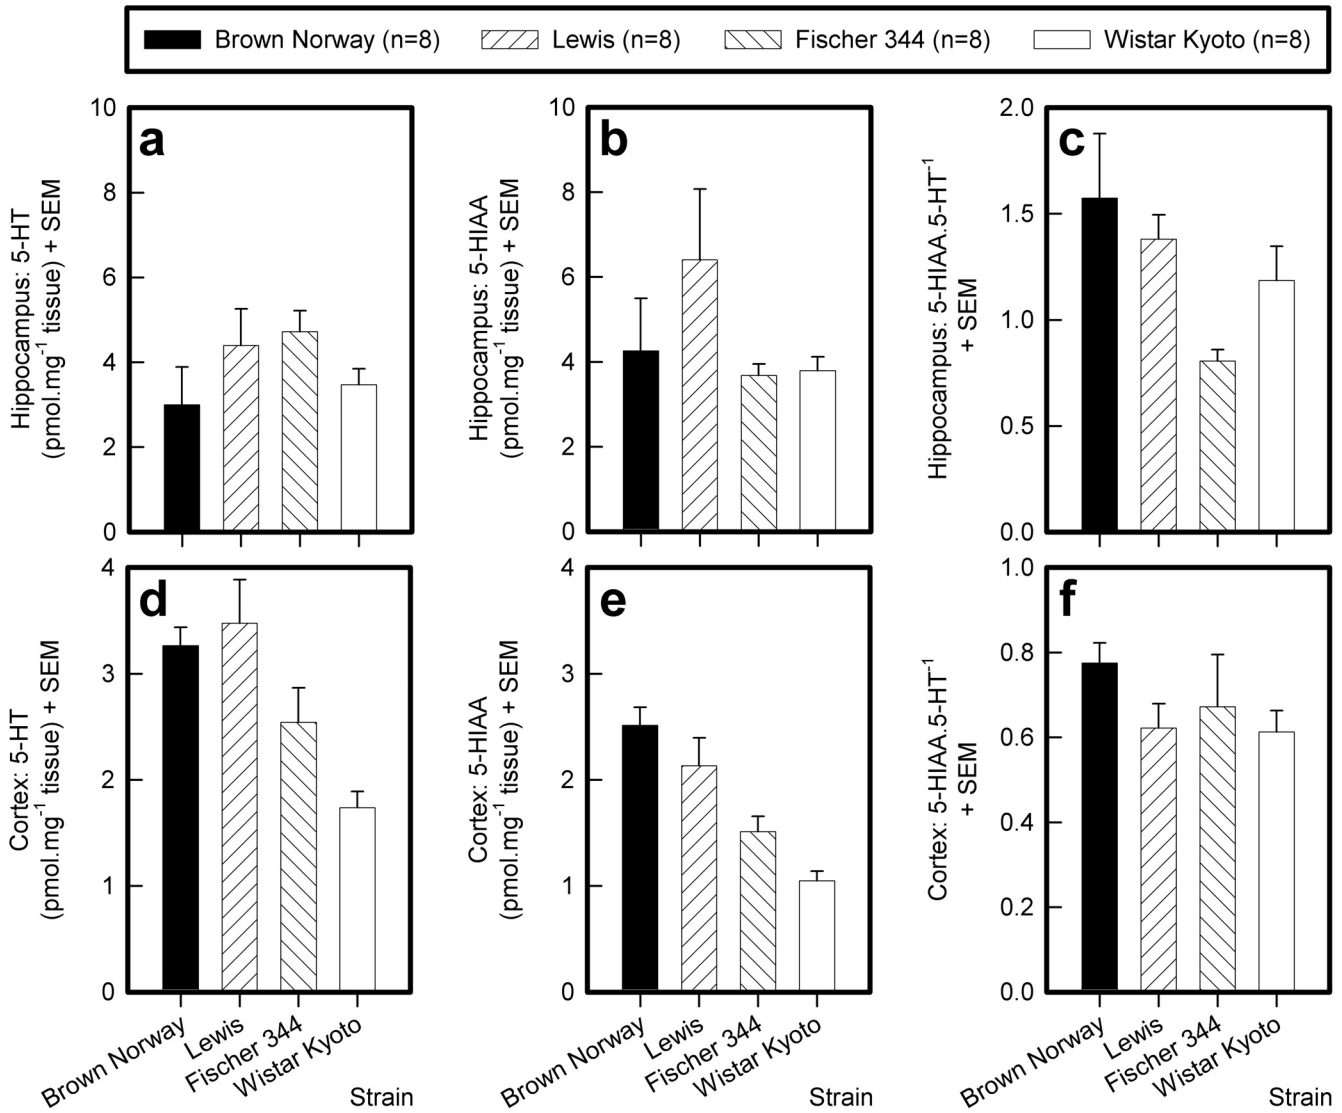 Brown Norway (n=8) Lewis (n=8) Fischer 344 (n=8) Wistar Kyoto (n=8)
a
Hippocampus: 5-HT
(pmol.mg⁻¹ tissue) + SEM
10
8
6
4
2
0
b
Hippocampus: 5-HIAA
(pmol.mg⁻¹ tissue) + SEM
10
8
6
4
2
0
c
Hippocampus: 5-HIAA.5-HT⁻¹
+ SEM
2.0
1.5
1.0
0.5
0.0
d
Cortex: 5-HT
(pmol.mg⁻¹ tissue) + SEM
4
3
2
1
0
Brown Norway
Lewis
Fischer 344
Wistar Kyoto
Strain
e
Cortex: 5-HIAA
(pmol.mg⁻¹ tissue) + SEM
4
3
2
1
0
Brown Norway
Lewis
Fischer 344
Wistar Kyoto
Strain
f
Cortex: 5-HIAA.5-HT⁻¹
+ SEM
1.0
0.8
0.6
0.4
0.2
0.0
Brown Norway
Lewis
Fischer 344
Wistar Kyoto
Strain